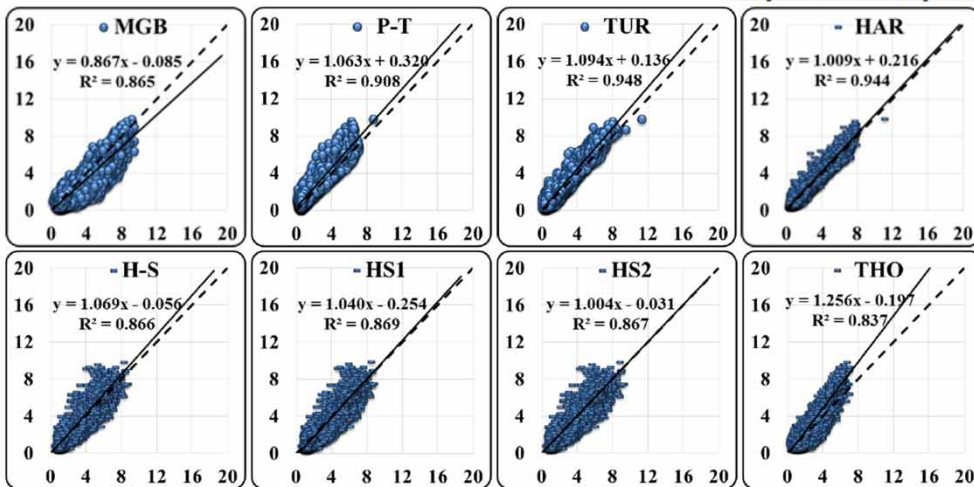 MGB
y = 0.867x - 0.085
R² = 0.865
20
16
12
8
4
0
0 4 8 12 16 20
P-T
y = 1.063x + 0.320
R² = 0.908
20
16
12
8
4
0
0 4 8 12 16 20
TUR
y = 1.094x + 0.136
R² = 0.948
20
16
12
8
4
0
0 4 8 12 16 20
HAR
y = 1.009x + 0.216
R² = 0.944
20
16
12
8
4
0
0 4 8 12 16 20
H-S
y = 1.069x - 0.056
R² = 0.866
20
16
12
8
4
0
0 4 8 12 16 20
HS1
y = 1.040x - 0.254
R² = 0.869
20
16
12
8
4
0
0 4 8 12 16 20
HS2
y = 1.004x - 0.031
R² = 0.867
20
16
12
8
4
0
0 4 8 12 16 20
THO
y = 1.256x - 0.197
R² = 0.837
20
16
12
8
4
0
0 4 8 12 16 20